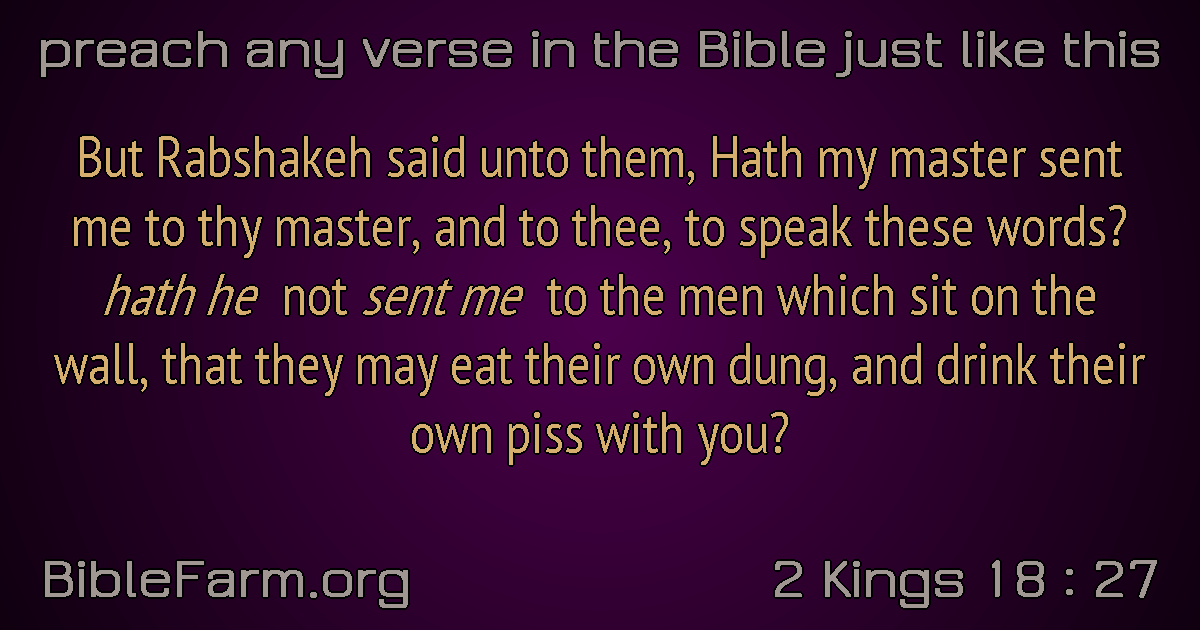 preach any verse in the Bible just like this
But Rabshakeh said unto them, Hath my master sent
me to thy master, and to thee, to speak these words?
hath he not sent me to the men which sit on the
wall, that they may eat their own dung, and drink their
own piss with you?
BibleFarm.org
2 Kings 18 : 27